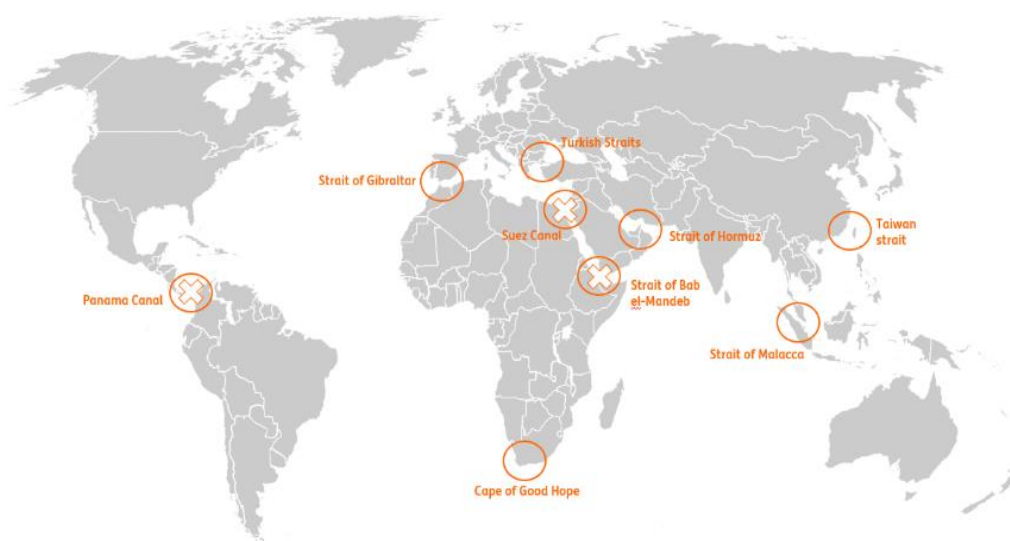 Turkish Straits
Strait of Gibraltar
Suez Canal
Strait of Hormuz
Taiwan
strait
Panama Canal
Strait of Bab
el-Mandeb
Strait of Malacca
Cape of Good Hope